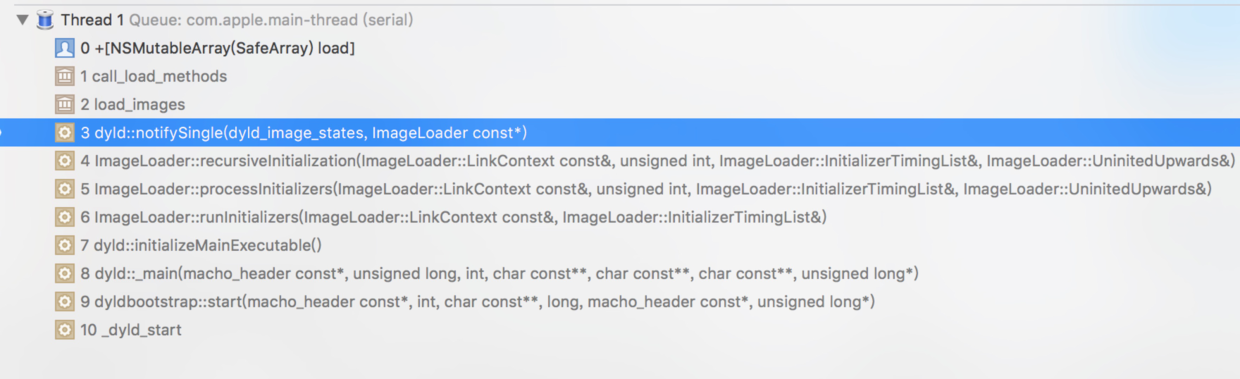 Thread 1 Queue: com.apple.main-thread (serial)
0 +[NSMutableArray(SafeArray) load]
1 call_load_methods
2 load_images
3 dyld::notifySingle(dyld_image_states, ImageLoader const*)
4 ImageLoader::recursiveInitialization(ImageLoader::LinkContext const&, unsigned int, ImageLoader::InitializerTimingList&, ImageLoader::UninitedUpwards&)
5 ImageLoader::processInitializers(ImageLoader::LinkContext const&, unsigned int, ImageLoader::InitializerTimingList&, ImageLoader::UninitedUpwards&)
6 ImageLoader::runInitializers(ImageLoader::LinkContext const&, ImageLoader::InitializerTimingList&)
7 dyld::initializeMainExecutable()
8 dyld::_main(macho_header const*, unsigned long, int, char const**, char const**, char const**, unsigned long*)
9 dyldbootstrap::start(macho_header const*, int, char const**, long, macho_header const*, unsigned long*)
10 _dyld_start